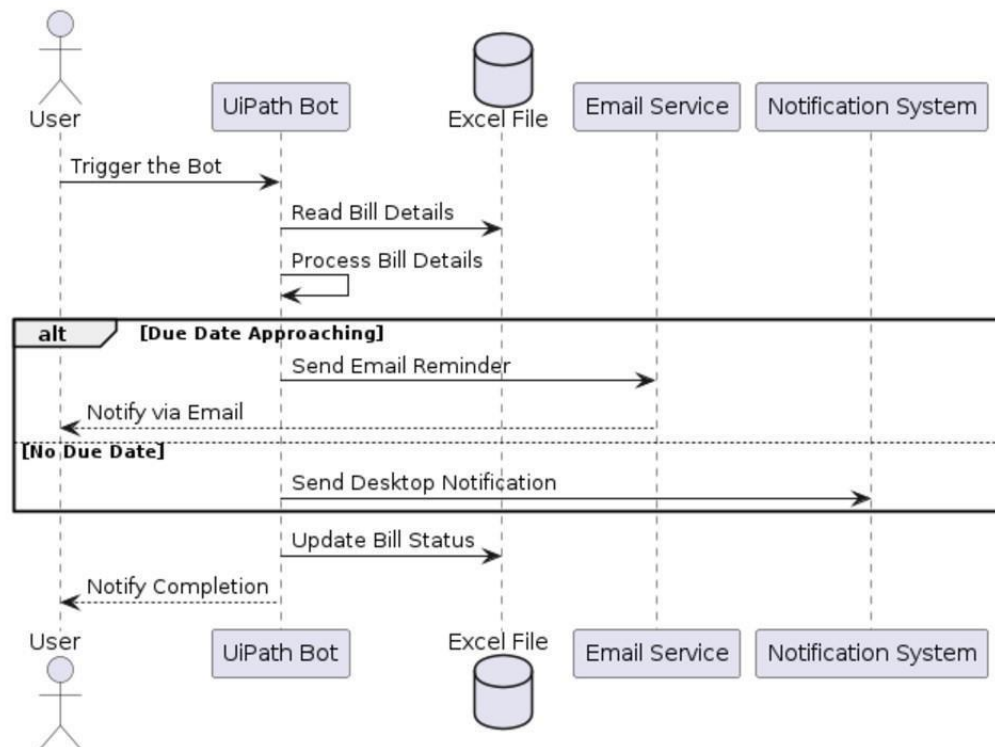 User
UiPath Bot
Excel File
Email Service
Notification System
Trigger the Bot
Read Bill Details
Process Bill Details
alt
[Due Date Approaching]
Send Email Reminder
Notify via Email
[No Due Date]
Send Desktop Notification
Update Bill Status
Notify Completion
User
UiPath Bot
Excel File
Email Service
Notification System